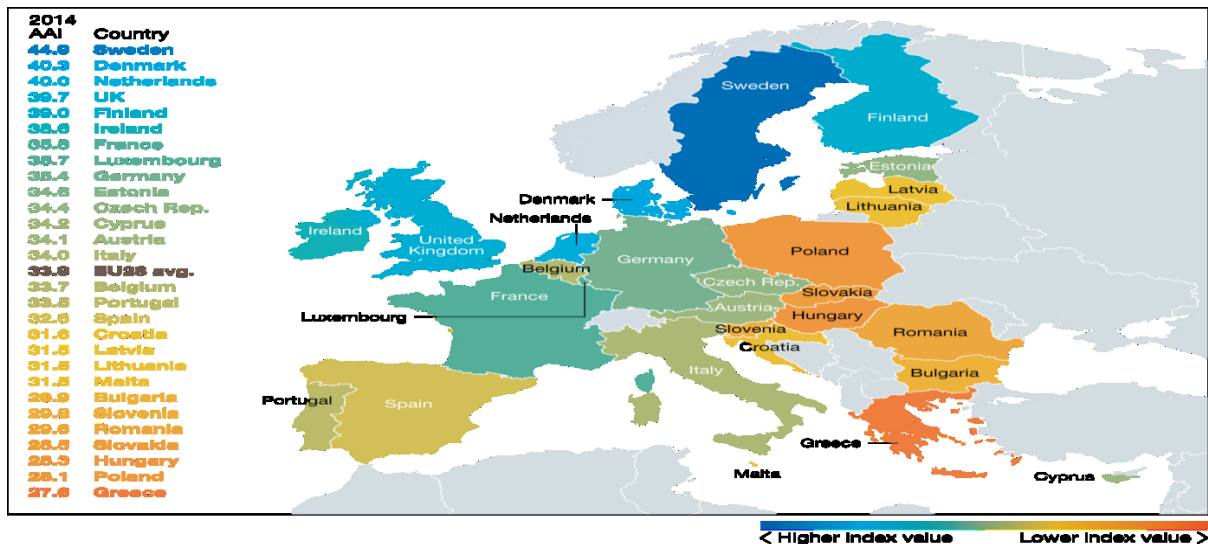 2014
AAI Country
44.9 Sweden
40.3 Denmark
40.0 Netherlands
39.7 UK
39.0 Finland
38.6 Ireland
35.8 France
35.7 Luxembourg
35.4 Germany
34.6 Estonia
34.4 Czech Rep.
34.2 Cyprus
34.1 Austria
34.0 Italy
33.9 EU28 avg.
33.7 Belgium
33.5 Portugal
32.6 Spain
31.6 Croatia
31.5 Latvia
31.5 Lithuania
31.5 Malta
29.9 Bulgaria
29.8 Slovenia
29.6 Romania
28.5 Slovakia
28.3 Hungary
28.1 Poland
27.6 Greece
Sweden
Finland
Estonia
Latvia
Lithuania
Denmark
Netherlands
Ireland
United
Kingdom
Belgium
Germany
Poland
Czech Rep.
Slovakia
France
Luxembourg
Austria
Hungary
Slovenia
Croatia
Romania
Bulgaria
Italy
Portugal
Spain
Greece
Malta
Cyprus
< Higher index value
Lower index value >